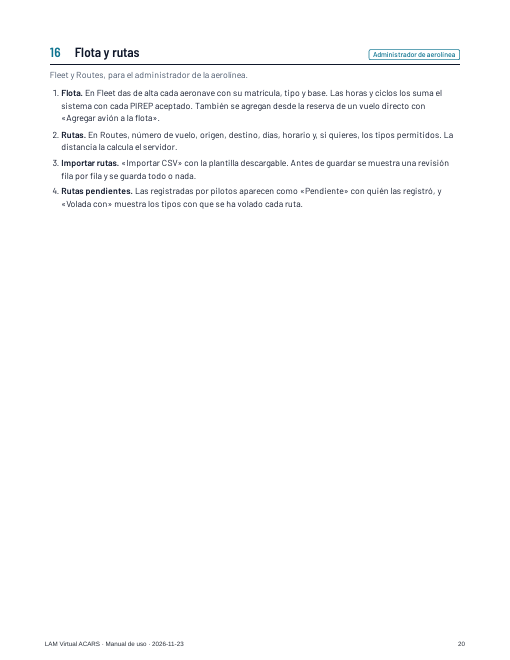 16 Flota y rutas
Administrador de aerolínea
Fleet y Routes, para el administrador de la aerolínea.
1. Flota. En Fleet das de alta cada aeronave con su matrícula, tipo y base. Las horas y ciclos los suma el
sistema con cada PIREP aceptado. También se agregan desde la reserva de un vuelo directo con
«Agregar avión a la flota».
2. Rutas. En Routes, número de vuelo, origen, destino, días, horario y, si quieres, los tipos permitidos. La
distancia la calcula el servidor.
3. Importar rutas. «Importar CSV» con la plantilla descargable. Antes de guardar se muestra una revisión
fila por fila y se guarda todo o nada.
4. Rutas pendientes. Las registradas por pilotos aparecen como «Pendiente» con quién las registró, y
«Volada con» muestra los tipos con que se ha volado cada ruta.
LAM Virtual ACARS · Manual de uso · 2026-11-23
20